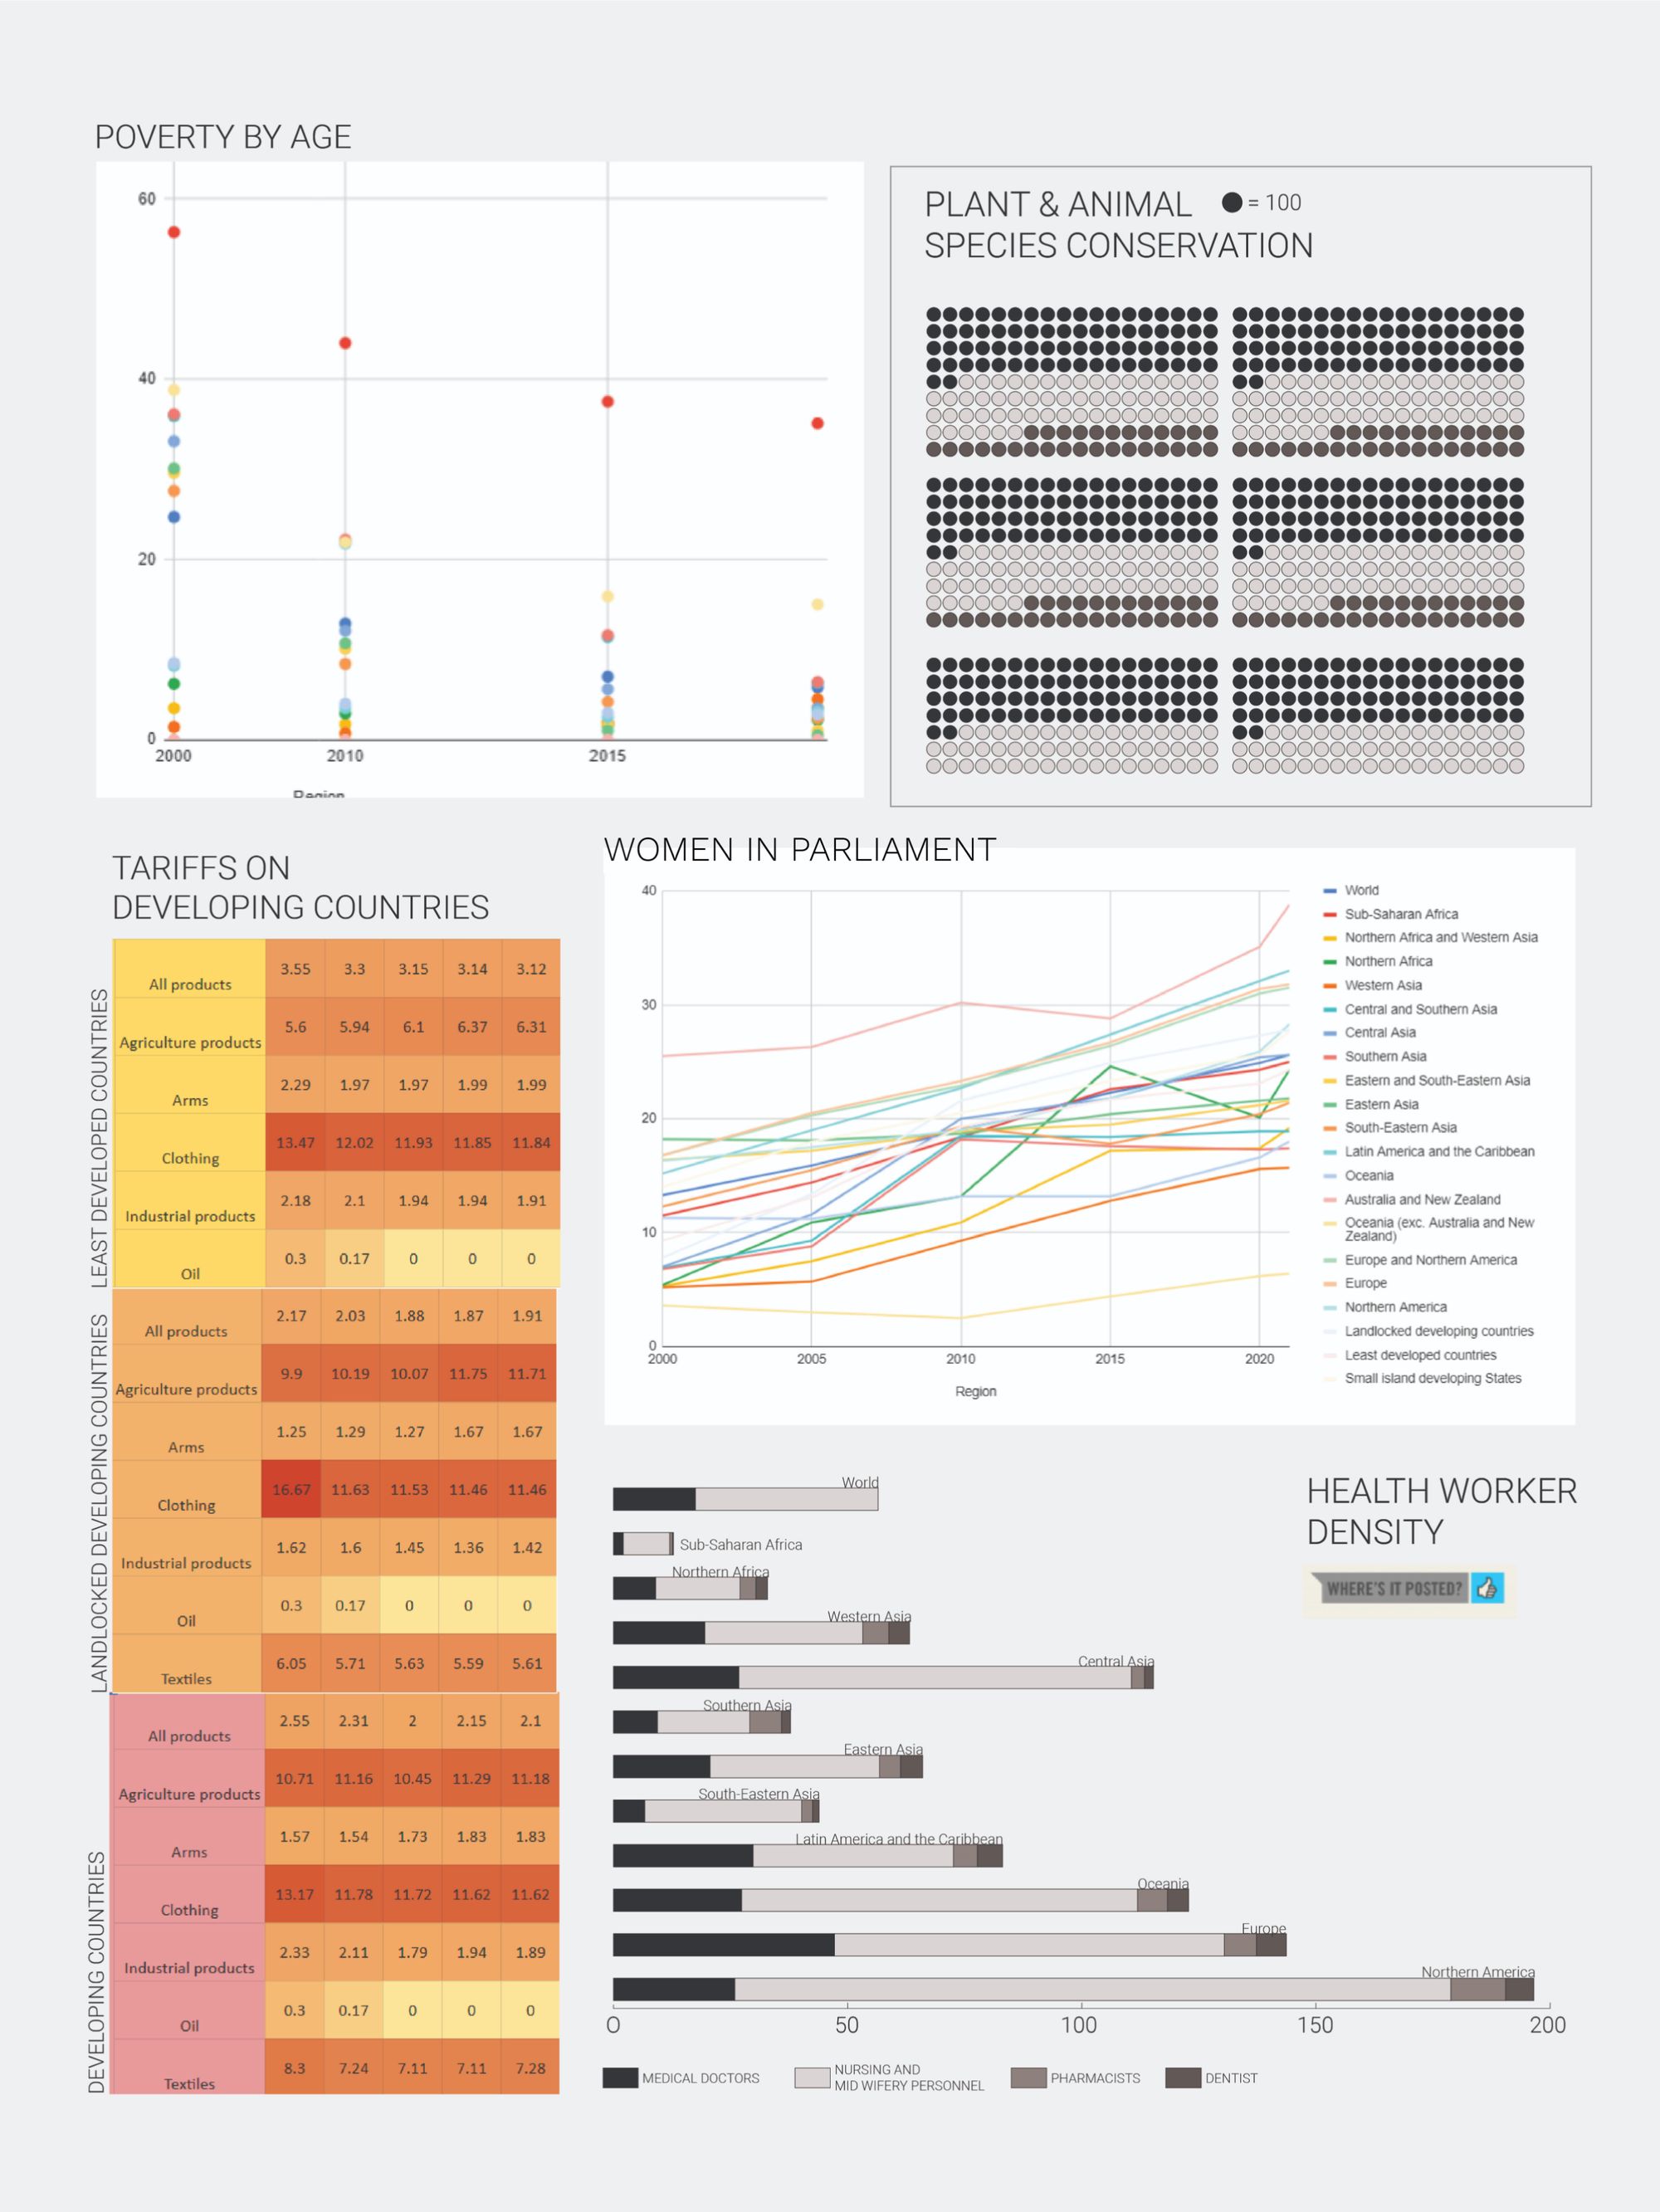 POVERTY BY AGE
60
40
20
0
2000
2010
2015
Region
PLANT & ANIMAL
= 100
SPECIES CONSERVATION
TARIFFS ON
DEVELOPING COUNTRIES
LEAST DEVELOPED COUNTRIES
All products 3.55 3.3 3.15 3.14 3.12
Agriculture products 5.6 5.94 6.1 6.37 6.31
Arms 2.29 1.97 1.97 1.99 1.99
Clothing 13.47 12.02 11.93 11.85 11.84
Industrial products 2.18 2.1 1.94 1.94 1.91
Oil 0.3 0.17 0 0 0
LANDLOCKED DEVELOPING COUNTRIES
All products 2.17 2.03 1.88 1.87 1.91
Agriculture products 9.9 10.19 10.07 11.75 11.71
Arms 1.25 1.29 1.27 1.67 1.67
Clothing 16.67 11.63 11.53 11.46 11.46
Industrial products 1.62 1.6 1.45 1.36 1.42
Oil 0.3 0.17 0 0 0
Textiles 6.05 5.71 5.63 5.59 5.61
DEVELOPING COUNTRIES
All products 2.55 2.31 2 2.15 2.1
Agriculture products 10.71 11.16 10.45 11.29 11.18
Arms 1.57 1.54 1.73 1.83 1.83
Clothing 13.17 11.78 11.72 11.62 11.62
Industrial products 2.33 2.11 1.79 1.94 1.89
Oil 0.3 0.17 0 0 0
Textiles 8.3 7.24 7.11 7.11 7.28
WOMEN IN PARLIAMENT
40
30
20
10
0
2000 2005 2010 2015 2020
Region
World
Sub-Saharan Africa
Northern Africa and Western Asia
Northern Africa
Western Asia
Central and Southern Asia
Central Asia
Southern Asia
Eastern and South-Eastern Asia
Eastern Asia
South-Eastern Asia
Latin America and the Caribbean
Oceania
Australia and New Zealand
Oceania (exc. Australia and New
Zealand)
Europe and Northern America
Europe
Northern America
Landlocked developing countries
Least developed countries
Small island developing States
HEALTH WORKER
DENSITY
WHERE'S IT POSTED?
World
Sub-Saharan Africa
Northern Africa
Western Asia
Central Asia
Southern Asia
Eastern Asia
South-Eastern Asia
Latin America and the Caribbean
Oceania
Europe
Northern America
0 50 100 150 200
MEDICAL DOCTORS
NURSING AND
MID WIFERY PERSONNEL
PHARMACISTS
DENTIST